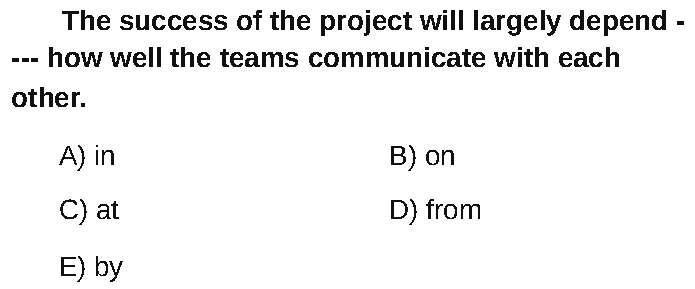 The success of the project will largely depend -
--- how well the teams communicate with each
other.
A) in B) on
C) at D) from
E) by